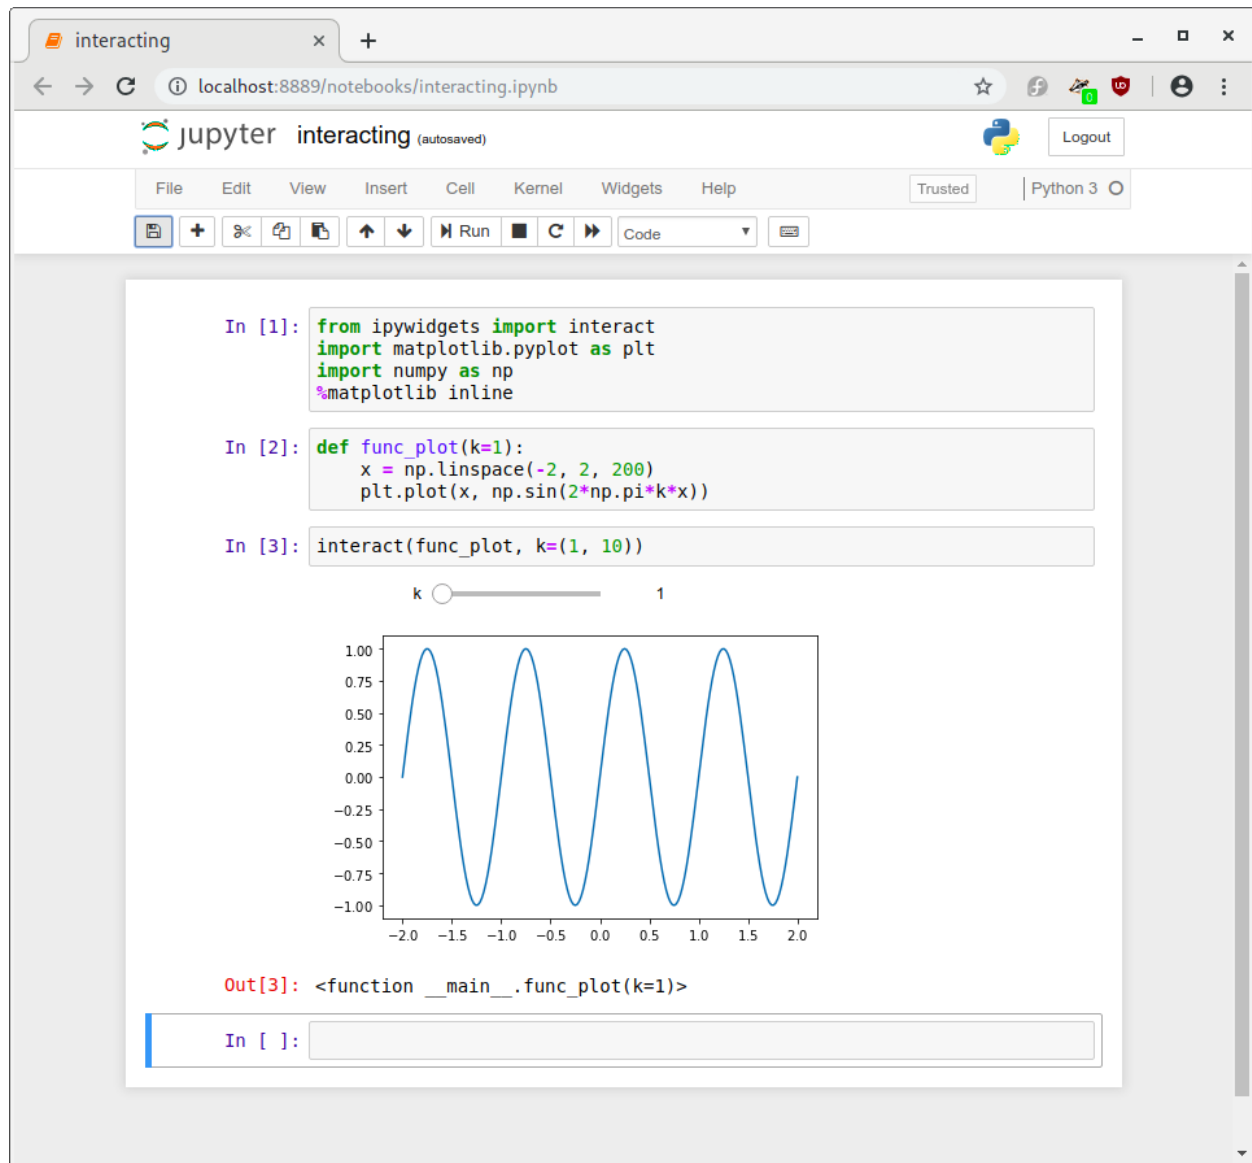 interacting
localhost:8889/notebooks/interacting.ipynb
0
jupyter interacting (autosaved)
Logout
File Edit View Insert Cell Kernel Widgets Help Trusted Python 3
Run Code
In [1]: from ipywidgets import interact
import matplotlib.pyplot as plt
import numpy as np
%matplotlib inline
In [2]: def func_plot(k=1):
    x = np.linspace(-2, 2, 200)
    plt.plot(x, np.sin(2*np.pi*k*x))
In [3]: interact(func_plot, k=(1, 10))
k 1
1.00
0.75
0.50
0.25
0.00
−0.25
−0.50
−0.75
−1.00
−2.0 −1.5 −1.0 −0.5 0.0 0.5 1.0 1.5 2.0
Out[3]: <function __main__.func_plot(k=1)>
In [ ]: